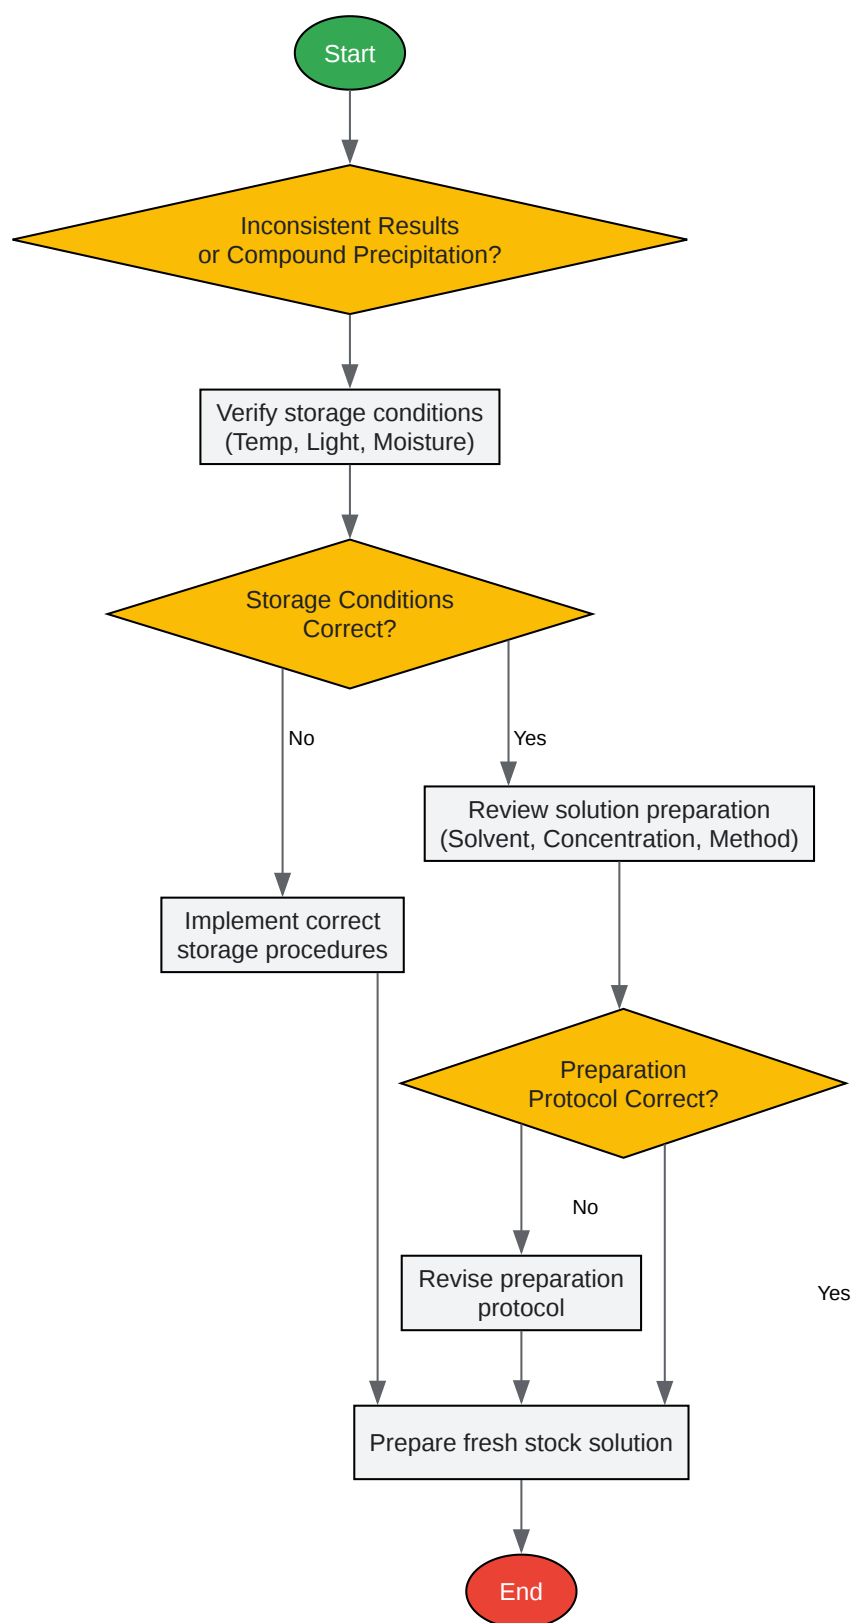 Start
Inconsistent Results
or Compound Precipitation?
Verify storage conditions
(Temp, Light, Moisture)
Storage Conditions
Correct?
No
Yes
Review solution preparation
(Solvent, Concentration, Method)
Implement correct
storage procedures
Preparation
Protocol Correct?
No
Revise preparation
protocol
Yes
Prepare fresh stock solution
End